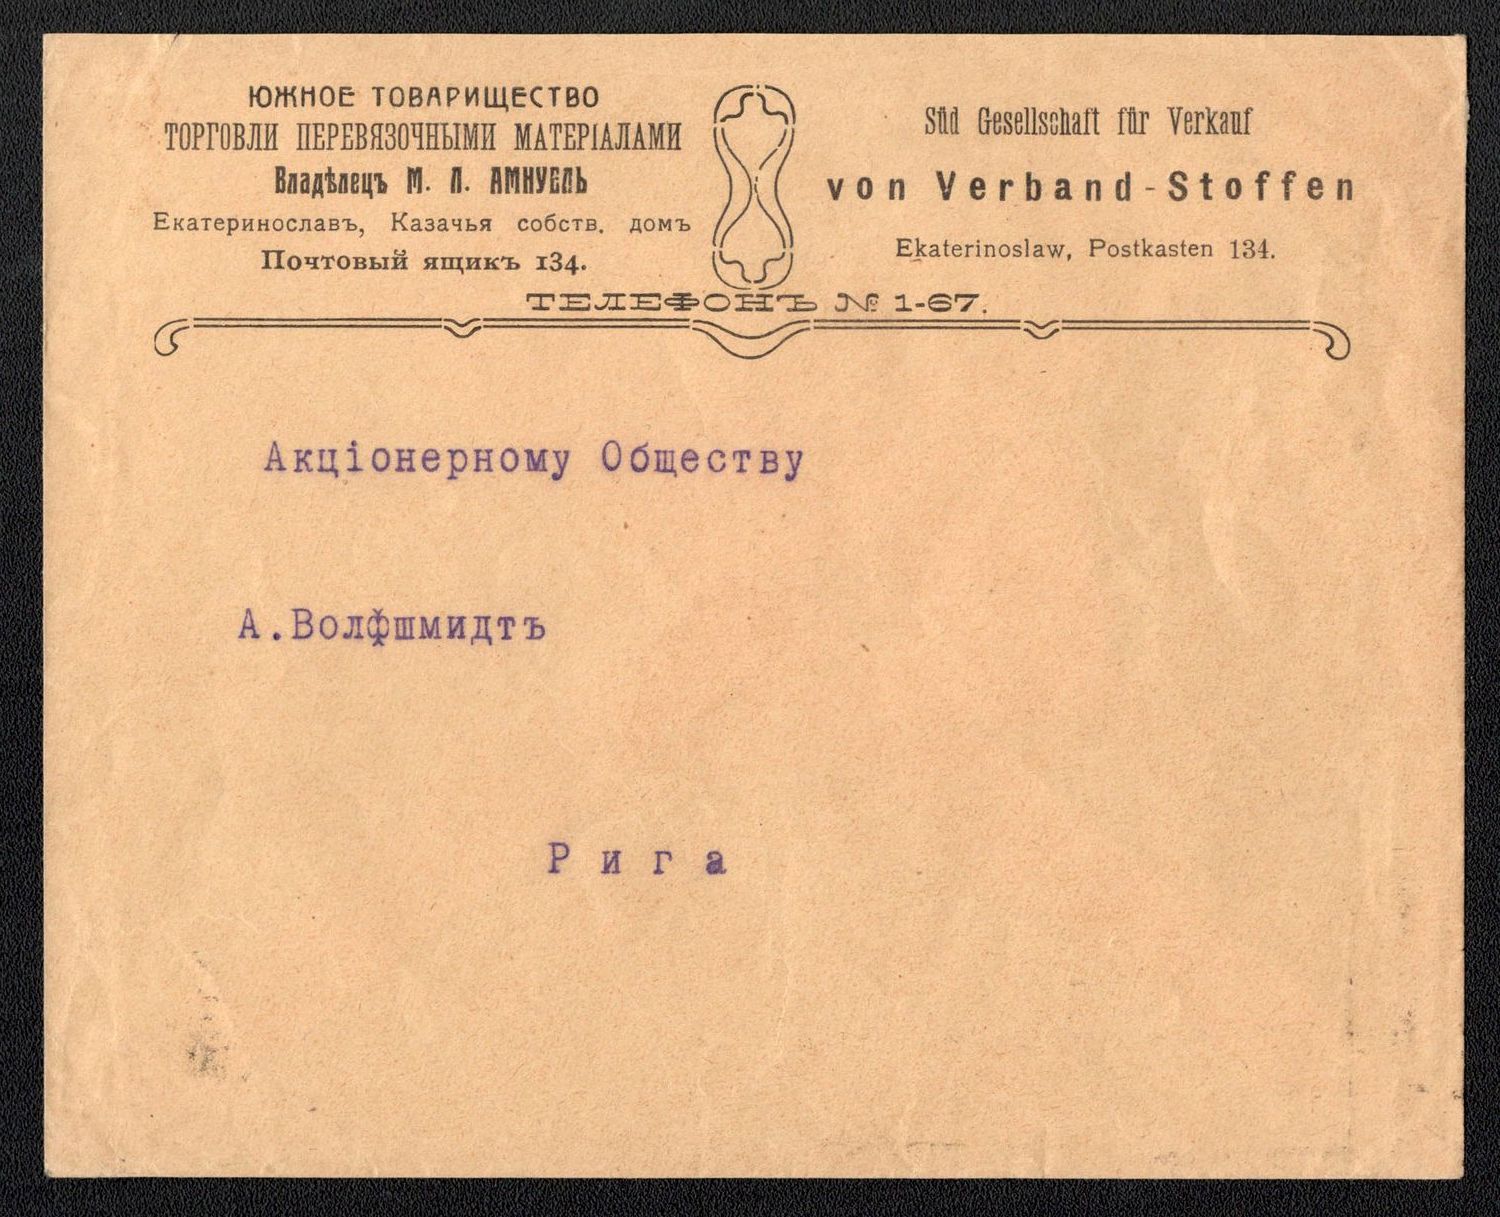 ЮЖНОЕ ТОВАРИЩЕСТВО
ТОРГОВЛИ ПЕРЕВЯЗОЧНЫМИ МАТЕРІАЛАМИ
Владѣлецъ М. Л. АМНУЕЛЬ
Екатеринославъ, Казачья собств. домъ
Почтовый ящикъ 134.
Süd Gesellschaft für Verkauf
von Verband-Stoffen
Ekaterinoslaw, Postkasten 134.
ТЕЛЕФОНЪ № 1-67.
Акціонерному Обществу
А.Волфшмидтъ
Рига